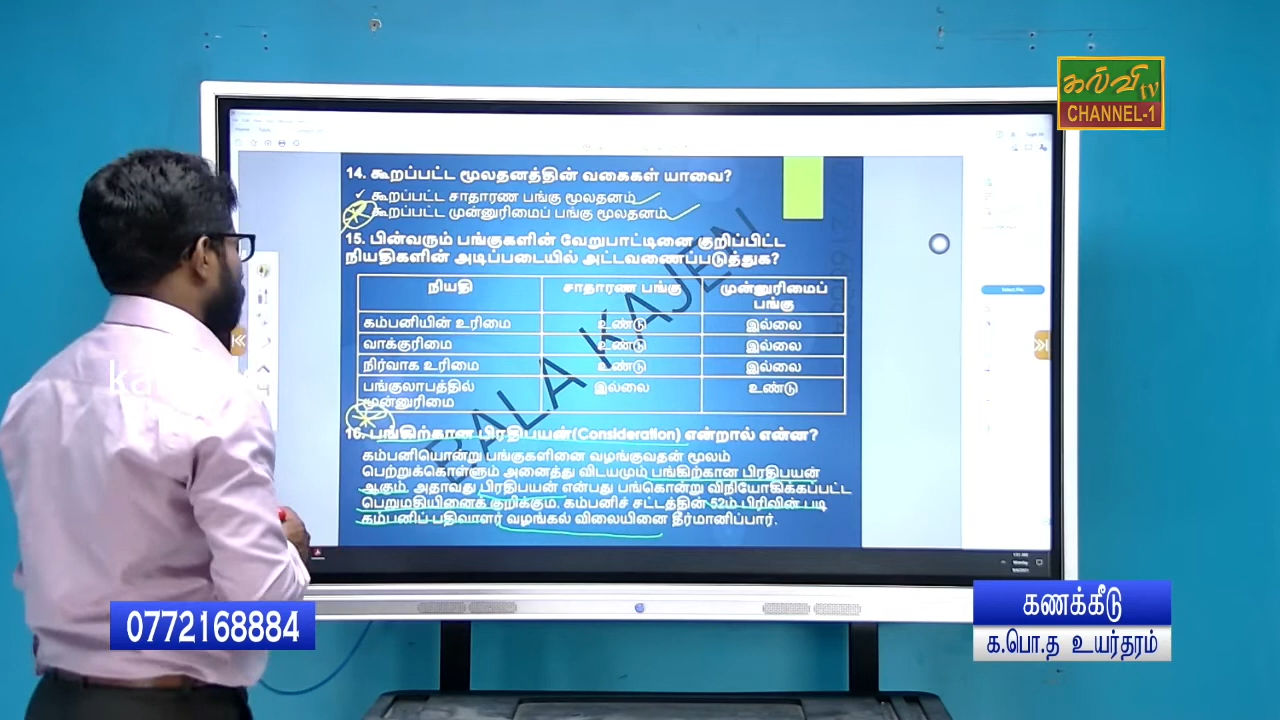 கல்வி TV
CHANNEL-1
14. கூறப்பட்ட மூலதனத்தின் வகைகள் யாவை?
✓ கூறப்பட்ட சாதாரண பங்கு மூலதனம்
கூறப்பட்ட முன்னுரிமைப் பங்கு மூலதனம்
15. பின்வரும் பங்குகளின் வேறுபாட்டினை குறிப்பிட்ட
நியதிகளின் அடிப்படையில் அட்டவணைப்படுத்துக?
நியதி சாதாரண பங்கு முன்னுரிமைப் பங்கு
கம்பனியின் உரிமை உண்டு இல்லை
வாக்குரிமை உண்டு இல்லை
நிர்வாக உரிமை உண்டு இல்லை
பங்குலாபத்தில் இல்லை உண்டு
முன்னுரிமை
16. பங்கிற்கான பிரதிபயன்(Consideration) என்றால் என்ன?
கம்பனியொன்று பங்குகளினை வழங்குவதன் மூலம்
பெற்றுக்கொள்ளும் அனைத்து விடயமும் பங்கிற்கான பிரதிபயன்
ஆகும். அதாவது பிரதிபயன் என்பது பங்கொன்று விநியோகிக்கப்பட்ட
பெறுமதியினைக் குறிக்கும். கம்பனிச் சட்டத்தின் 52ம் பிரிவின் படி
கம்பனிப் பதிவாளர் வழங்கல் விலையினை தீர்மானிப்பார்.
BALA KAJEN
0772168884
கணக்கீடு
க.பொ.த உயர்தரம்